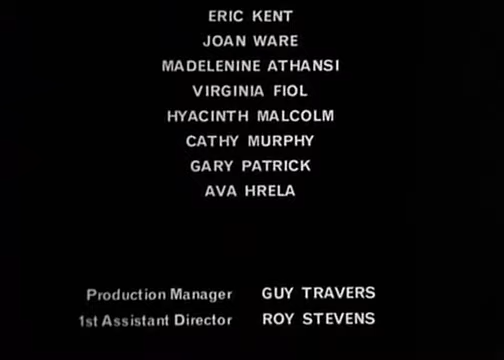 ERIC KENT
JOAN WARE
MADELENINE ATHANSI
VIRGINIA FIOL
HYACINTH MALCOLM
CATHY MURPHY
GARY PATRICK
AVA HRELA
Production Manager GUY TRAVERS
1st Assistant Director ROY STEVENS